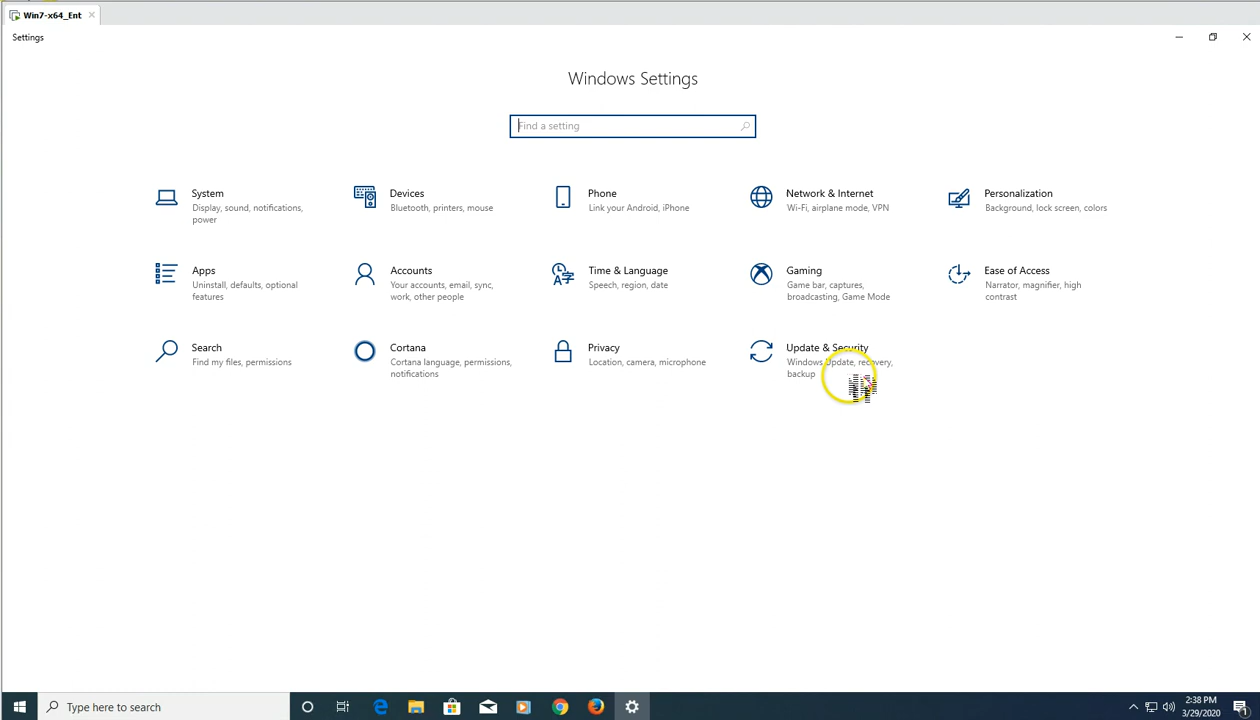 Win7-x64_Ent
Settings
Windows Settings
Find a setting
System
Display, sound, notifications,
power
Devices
Bluetooth, printers, mouse
Phone
Link your Android, iPhone
Network & Internet
Wi-Fi, airplane mode, VPN
Personalization
Background, lock screen, colors
Apps
Uninstall, defaults, optional
features
Accounts
Your accounts, email, sync,
work, other people
Time & Language
Speech, region, date
Gaming
Game bar, captures,
broadcasting, Game Mode
Ease of Access
Narrator, magnifier, high
contrast
Search
Find my files, permissions
Cortana
Cortana language, permissions,
notifications
Privacy
Location, camera, microphone
Update & Security
Windows Update, recovery,
backup
Type here to search
2:38 PM
3/29/2020
1